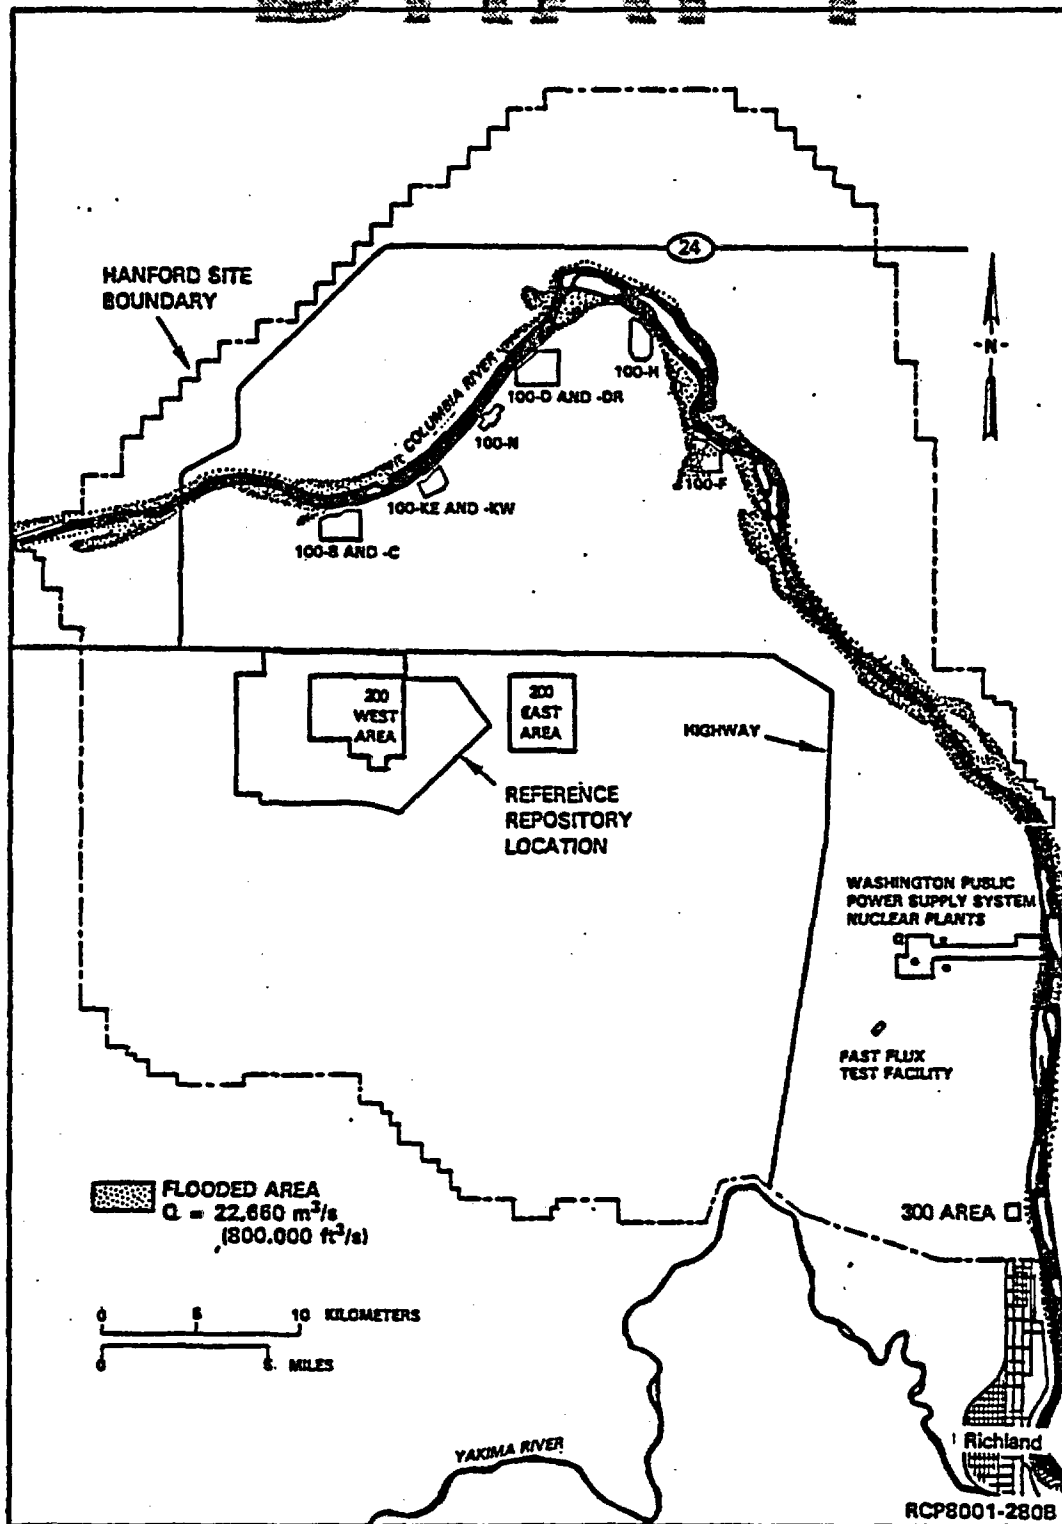 24
HANFORD SITE
BOUNDARY
N
COLUMBIA RIVER
100-H
100-D AND -DR
100-N
100-F
100-KE AND -KW
100-B AND -C
200
WEST
AREA
200
EAST
AREA
HIGHWAY
REFERENCE
REPOSITORY
LOCATION
WASHINGTON PUBLIC
POWER SUPPLY SYSTEM
NUCLEAR PLANTS
FAST FLUX
TEST FACILITY
FLOODED AREA
Q = 22,660 m³/s
(800,000 ft³/s)
300 AREA
0 5 10 KILOMETERS
0 5 MILES
YAKIMA RIVER
Richland
RCP8001-280B